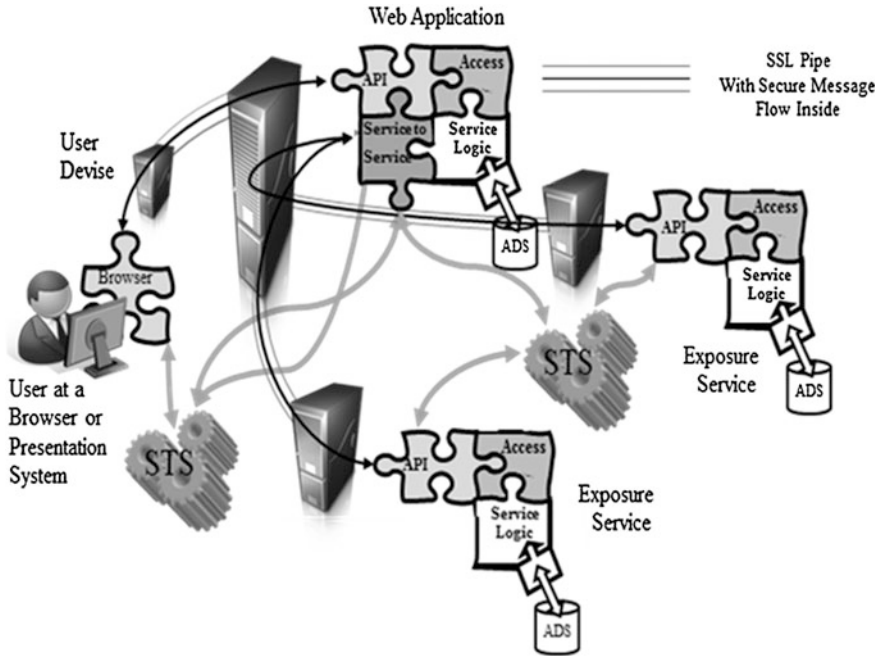 Web Application
API
Access
Service to
Service
Service
Logic
ADS
SSL Pipe
With Secure Message
Flow Inside
User
Devise
Browser
User at a
Browser or
Presentation
System
STS
STS
API
Access
Service
Logic
ADS
Exposure
Service
API
Access
Service
Logic
ADS
Exposure
Service